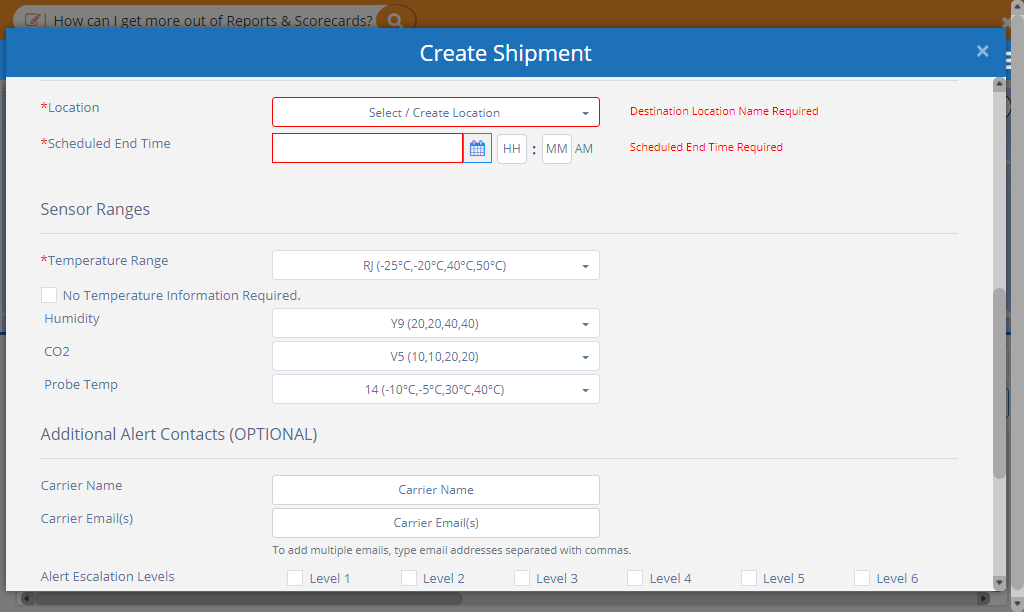 How can I get more out of Reports & Scorecards?
Create Shipment
×
*Location
Select / Create Location
Destination Location Name Required
*Scheduled End Time
HH : MM AM
Scheduled End Time Required
Sensor Ranges
*Temperature Range
RJ (-25°C,-20°C,40°C,50°C)
No Temperature Information Required.
Humidity
Y9 (20,20,40,40)
CO2
V5 (10,10,20,20)
Probe Temp
14 (-10°C,-5°C,30°C,40°C)
Additional Alert Contacts (OPTIONAL)
Carrier Name
Carrier Name
Carrier Email(s)
Carrier Email(s)
To add multiple emails, type email addresses separated with commas.
Alert Escalation Levels
Level 1
Level 2
Level 3
Level 4
Level 5
Level 6